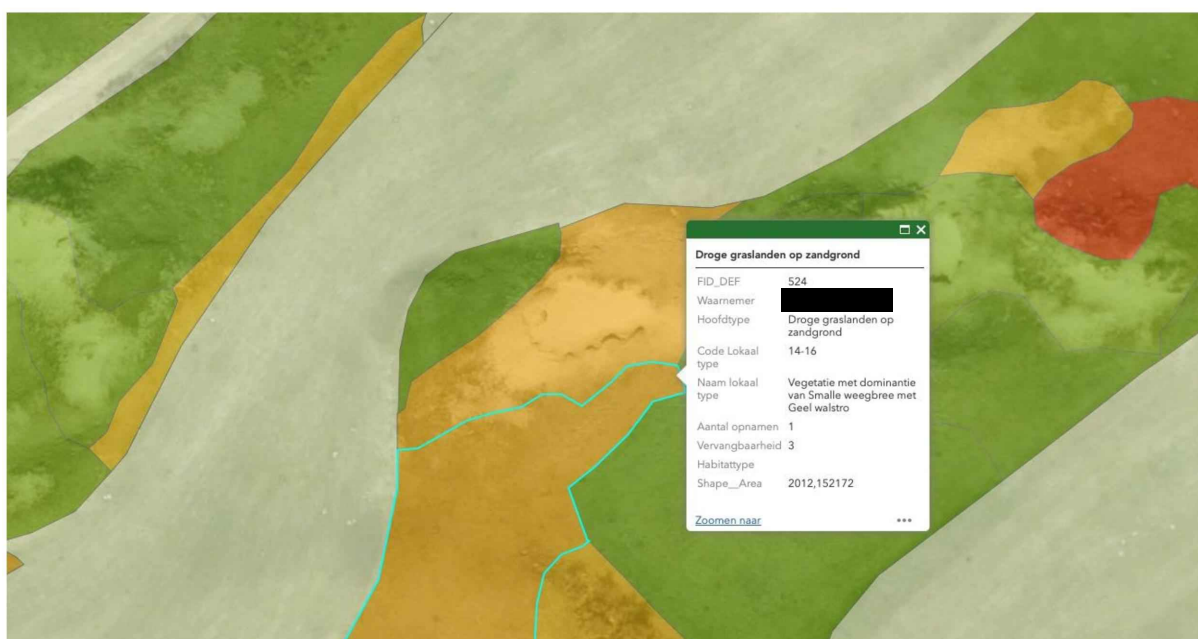 Droge graslanden op zandgrond
FID_DEF 524
Waarnemer
Hoofdtype Droge graslanden op
zandgrond
Code Lokaal 14-16
type
Naam lokaal Vegetatie met dominantie
type van Smalle weegbree met
Geel walstro
Aantal opnamen 1
Vervangbaarheid 3
Habitattype
Shape__Area 2012,152172
Zoomen naar